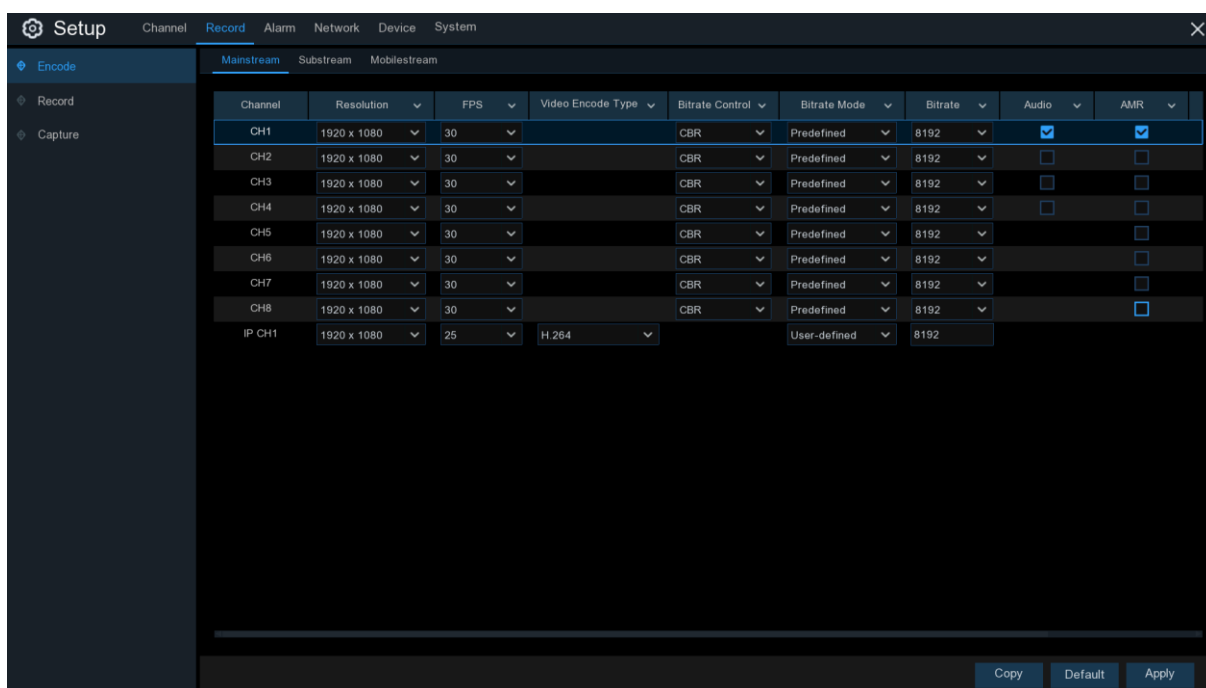 Setup Channel Record Alarm Network Device System
Encode
Record
Capture
Mainstream Substream Mobilestream
Channel Resolution FPS Video Encode Type Bitrate Control Bitrate Mode Bitrate Audio AMR
CH1 1920 x 1080 30 CBR Predefined 8192
CH2 1920 x 1080 30 CBR Predefined 8192
CH3 1920 x 1080 30 CBR Predefined 8192
CH4 1920 x 1080 30 CBR Predefined 8192
CH5 1920 x 1080 30 CBR Predefined 8192
CH6 1920 x 1080 30 CBR Predefined 8192
CH7 1920 x 1080 30 CBR Predefined 8192
CH8 1920 x 1080 30 CBR Predefined 8192
IP CH1 1920 x 1080 25 H.264 User-defined 8192
Copy Default Apply